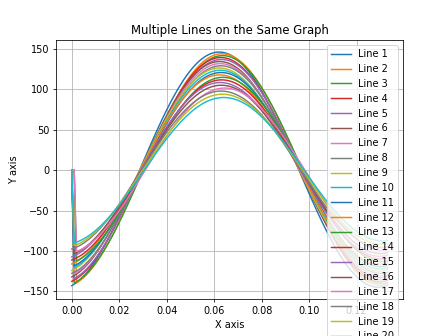 Multiple Lines on the Same Graph
150
100
50
0
−50
−100
−150
Y axis
0.00
0.02
0.04
0.06
0.08
0.10
X axis
Line 1
Line 2
Line 3
Line 4
Line 5
Line 6
Line 7
Line 8
Line 9
Line 10
Line 11
Line 12
Line 13
Line 14
Line 15
Line 16
Line 17
Line 18
Line 19
Line 20